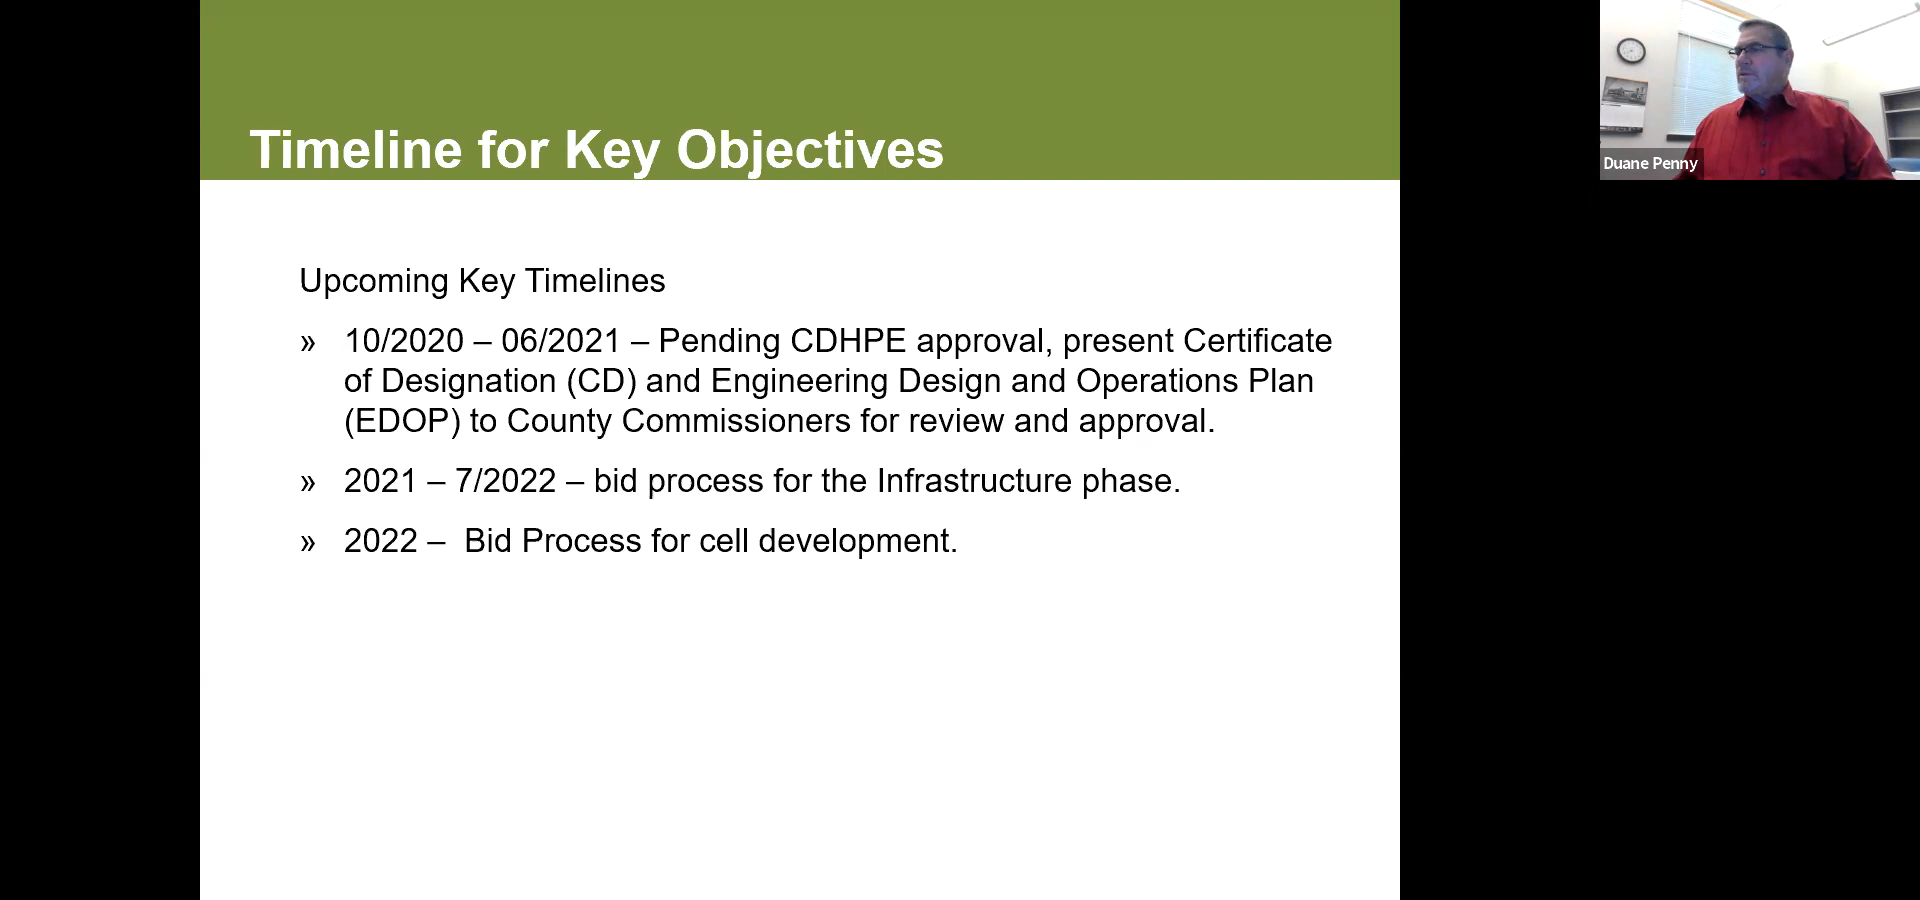 Timeline for Key Objectives
Duane Penny
Upcoming Key Timelines
» 10/2020 – 06/2021 – Pending CDHPE approval, present Certificate
of Designation (CD) and Engineering Design and Operations Plan
(EDOP) to County Commissioners for review and approval.
» 2021 – 7/2022 – bid process for the Infrastructure phase.
» 2022 –  Bid Process for cell development.